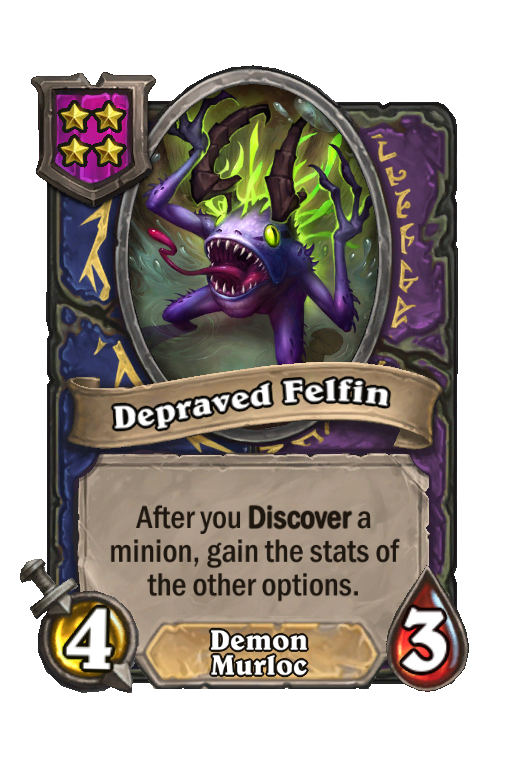 Depraved Felfin
After you Discover a
minion, gain the stats of
the other options.
4
Demon
Murloc
3